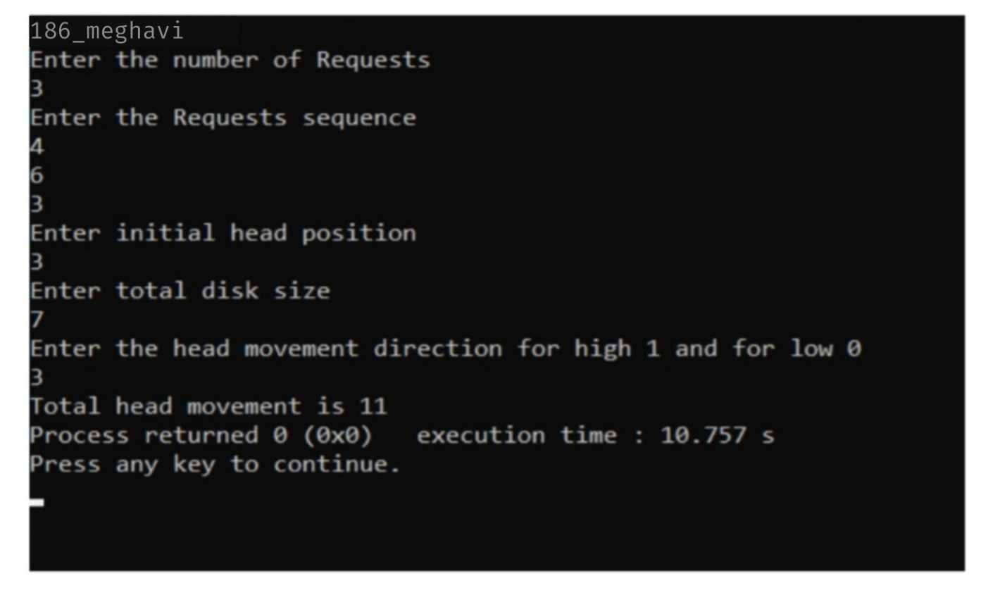 186_meghavi
Enter the number of Requests
3
Enter the Requests sequence
4
6
3
Enter initial head position
3
Enter total disk size
7
Enter the head movement direction for high 1 and for low 0
3
Total head movement is 11
Process returned 0 (0x0)   execution time : 10.757 s
Press any key to continue.